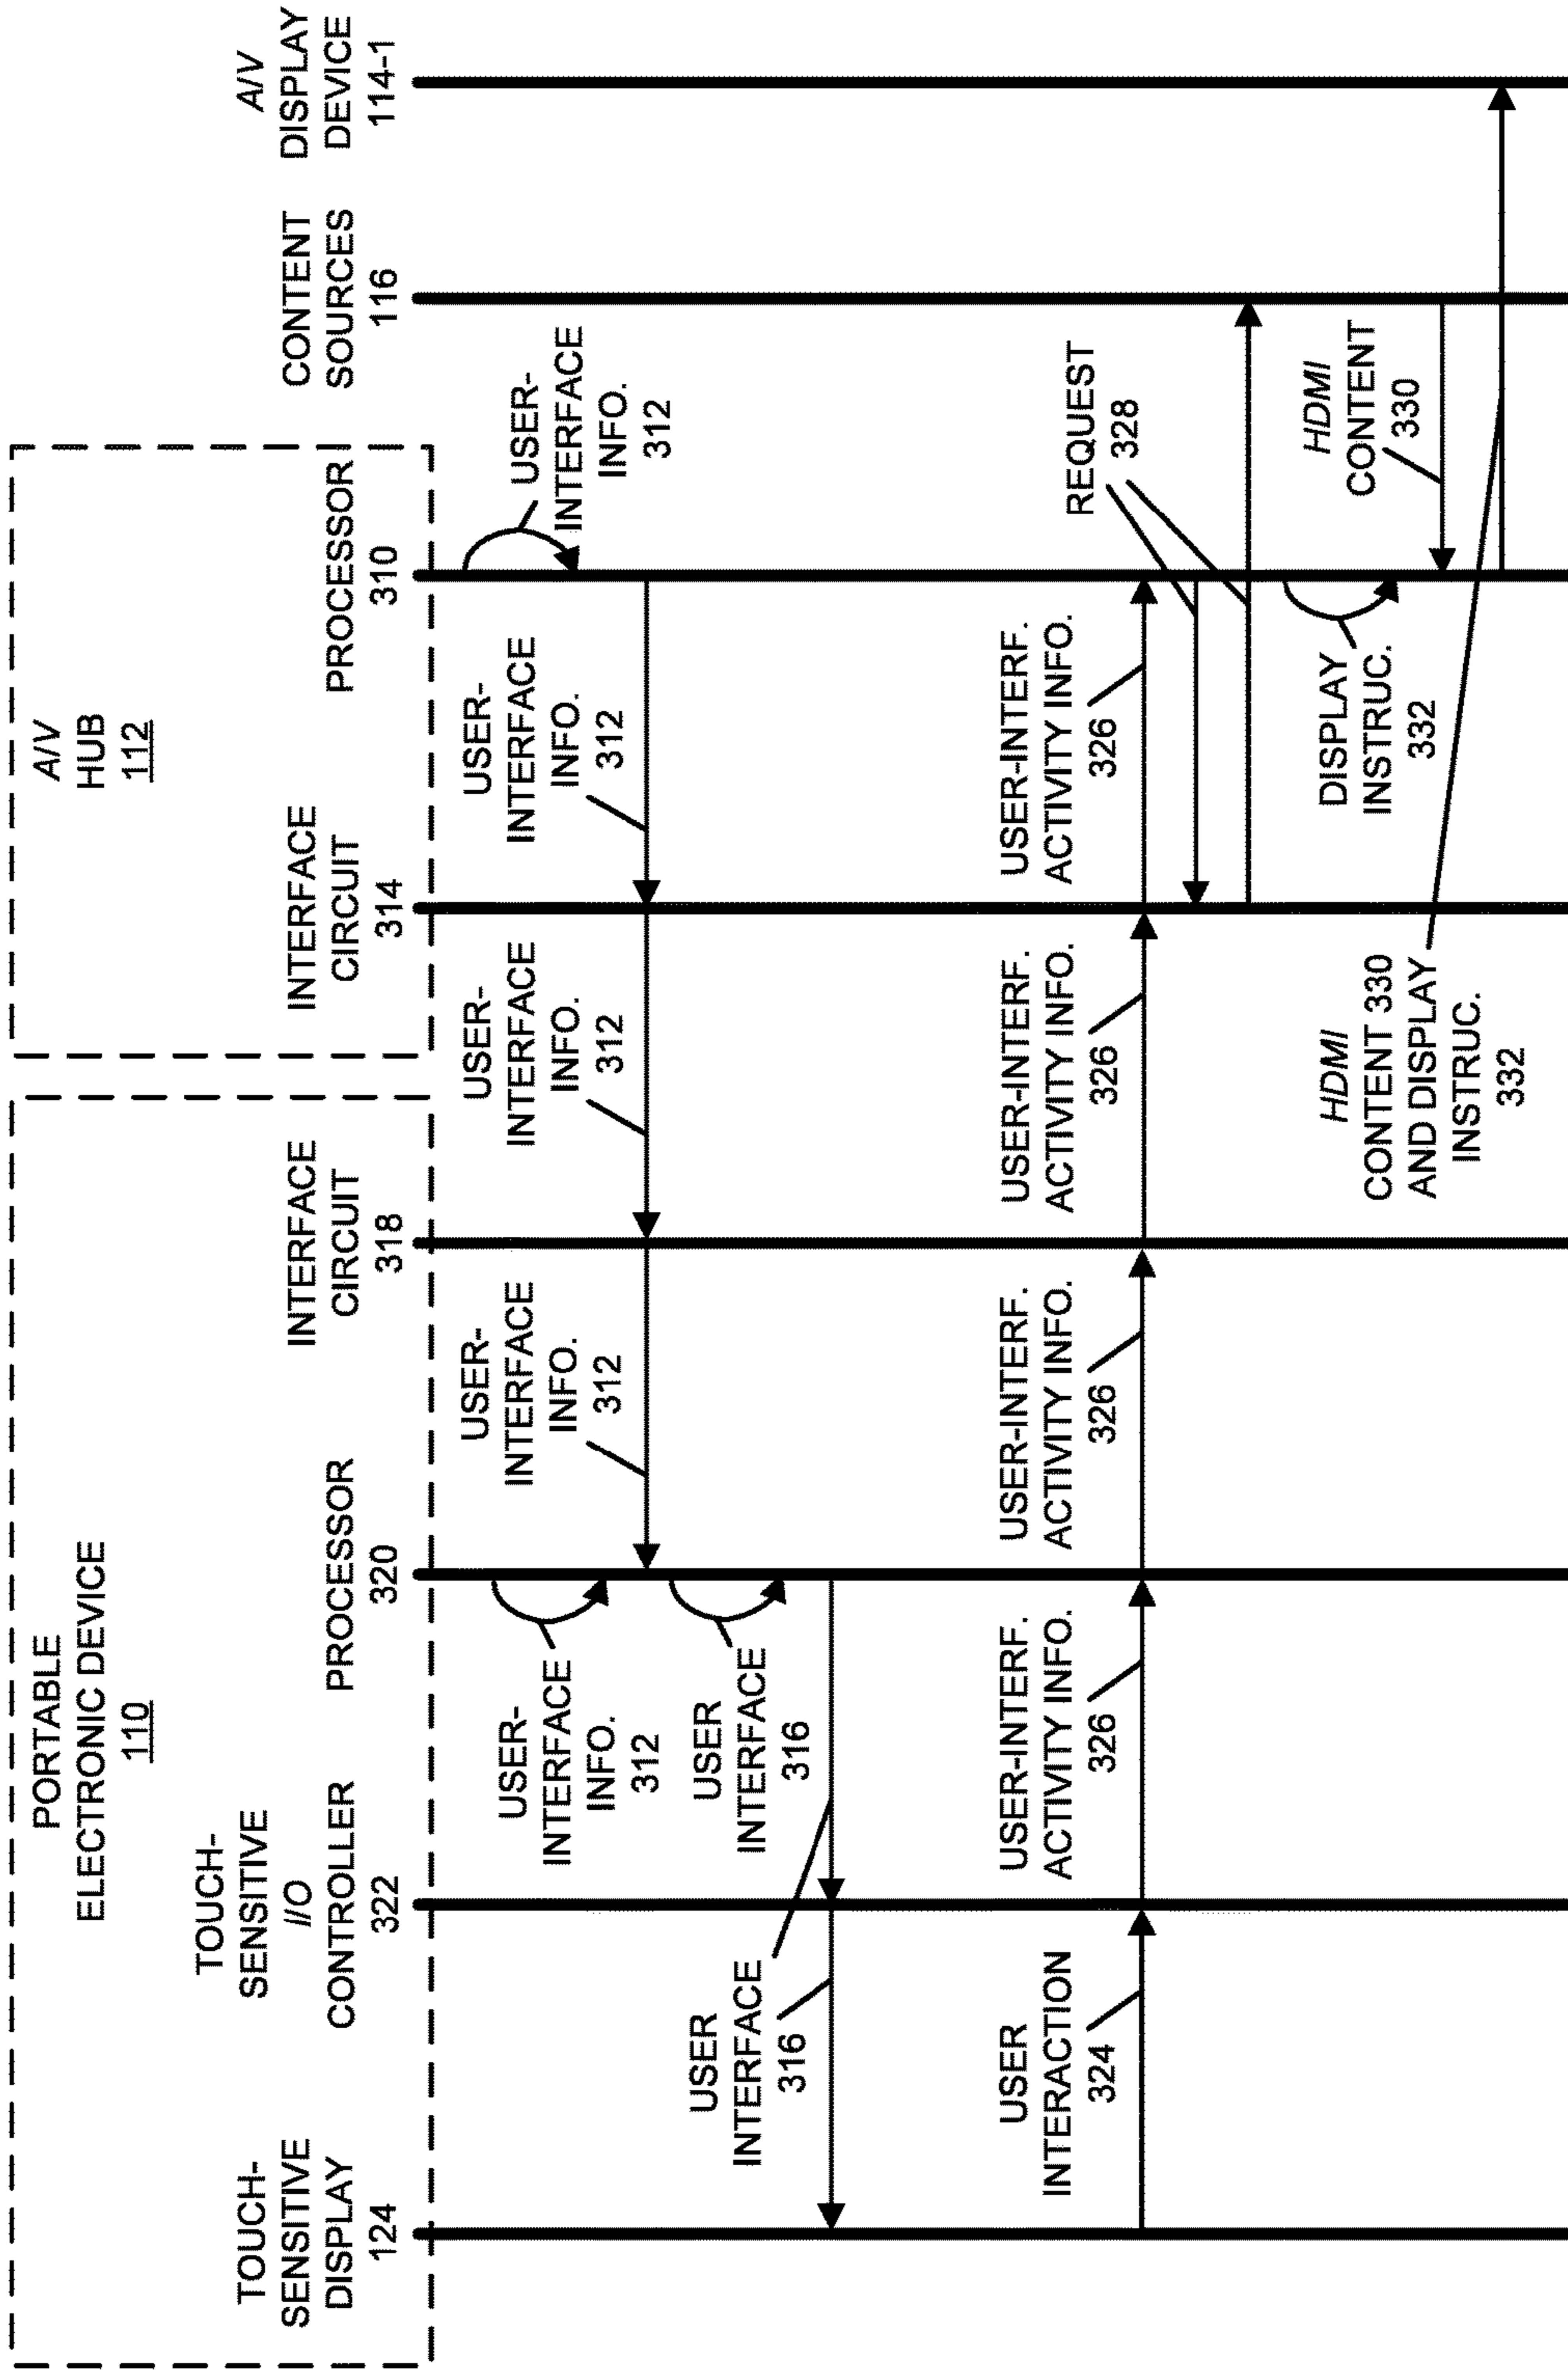 PORTABLE
ELECTRONIC DEVICE
110
A/V
HUB
112
TOUCH-
SENSITIVE
DISPLAY
124
TOUCH-
SENSITIVE
I/O
CONTROLLER
322
PROCESSOR
320
INTERFACE
CIRCUIT
318
INTERFACE
CIRCUIT
314
PROCESSOR
310
CONTENT
SOURCES
116
A/V
DISPLAY
DEVICE
114-1
USER-
INTERFACE
INFO.
312
USER-
INTERFACE
INFO.
312
USER-
INTERFACE
INFO.
312
USER-
INTERFACE
INFO.
312
USER-
INTERFACE
INFO.
312
USER
INTERFACE
316
USER
INTERFACE
316
USER
INTERACTION
324
USER-INTERF.
ACTIVITY INFO.
326
USER-INTERF.
ACTIVITY INFO.
326
USER-INTERF.
ACTIVITY INFO.
326
USER-INTERF.
ACTIVITY INFO.
326
REQUEST
328
DISPLAY
INSTRUC.
332
HDMI
CONTENT
330
HDMI
CONTENT 330
AND DISPLAY
INSTRUC.
332